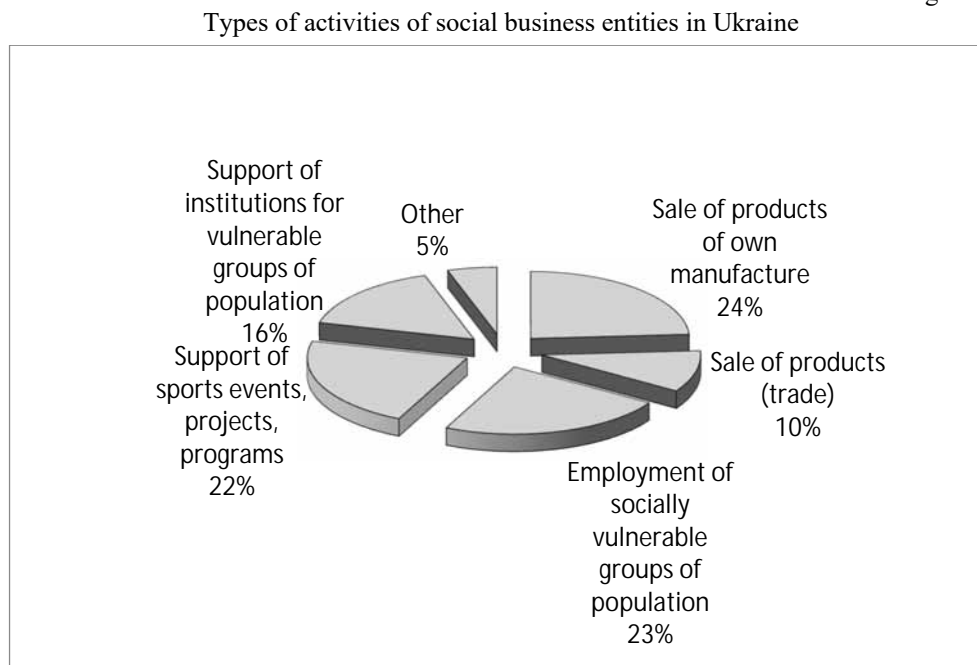 Types of activities of social business entities in Ukraine
Support of
institutions for
vulnerable
groups of
population
16%
Other
5%
Sale of products
of own
manufacture
24%
Support of
sports events,
projects,
programs
22%
Sale of products
(trade)
10%
Employment of
socially
vulnerable
groups of
population
23%